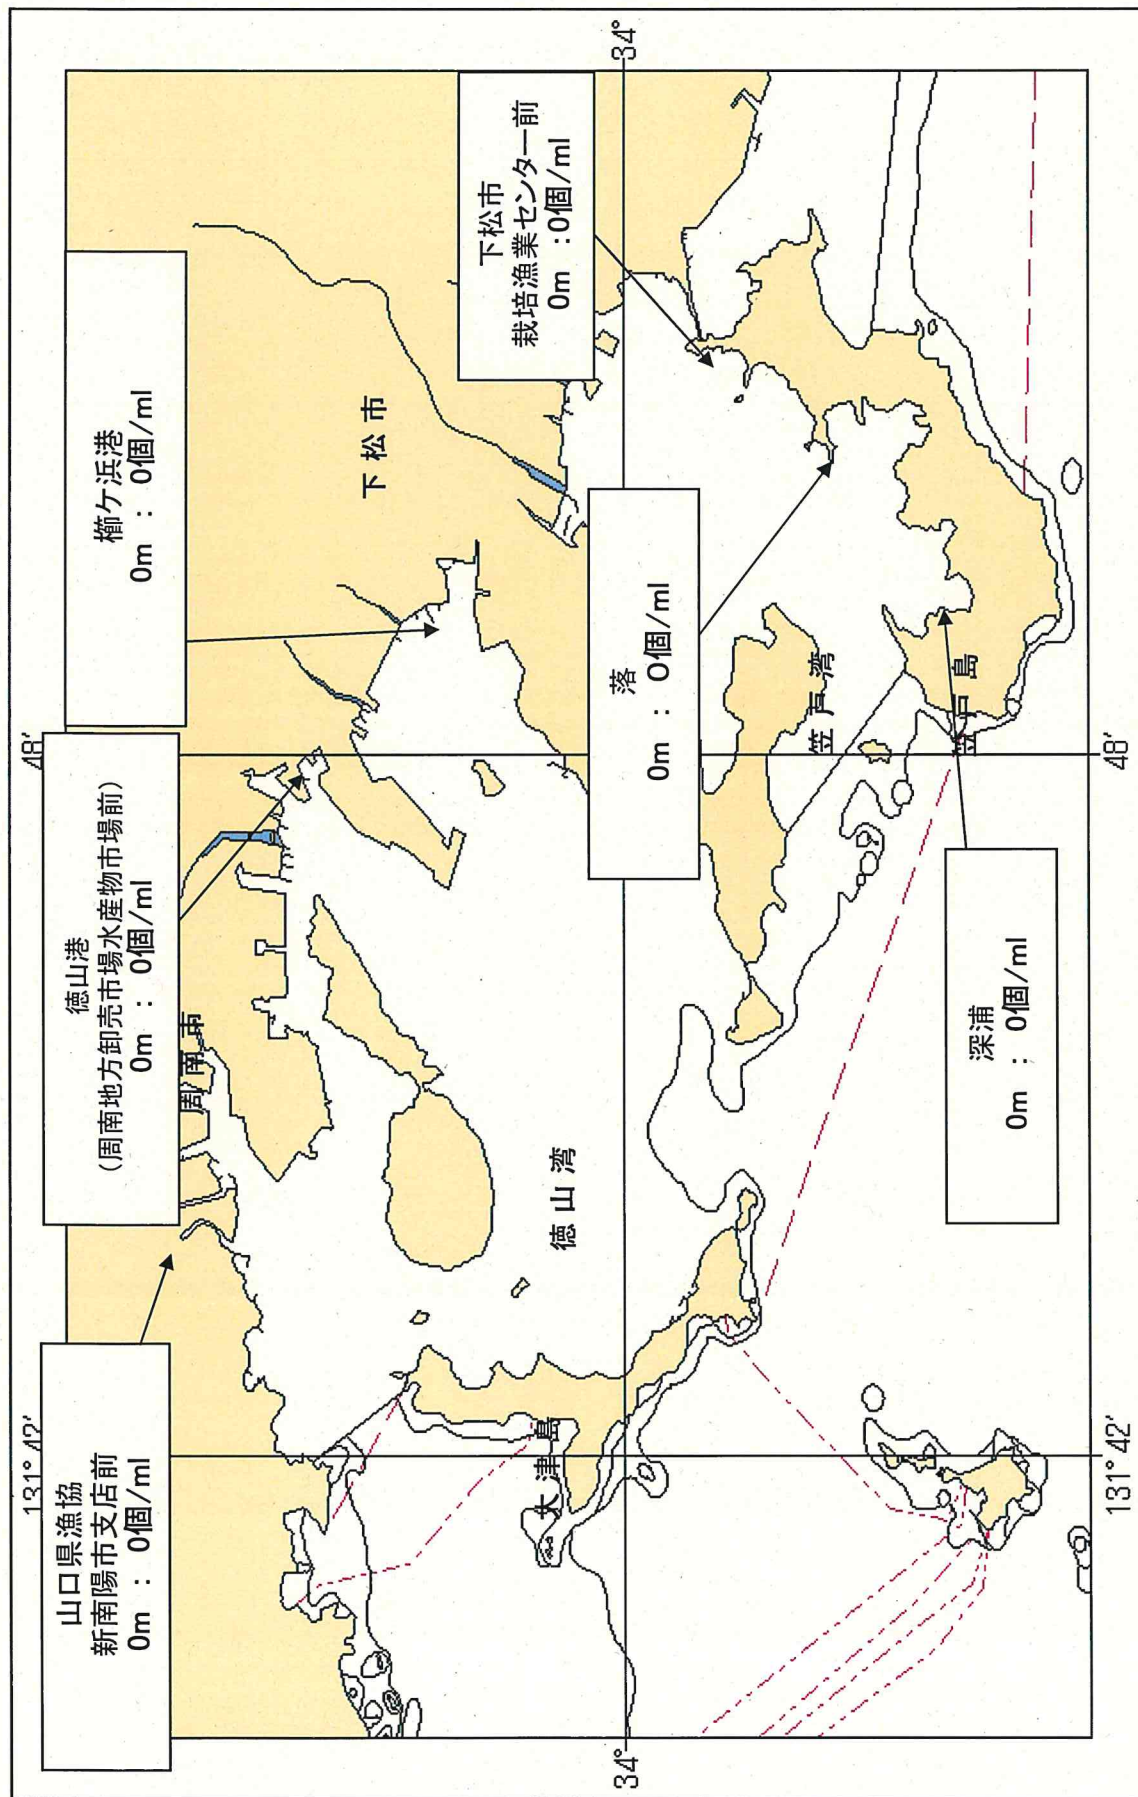 山口県漁協
新南陽市支店前
0m : 0個/ml
徳山港
(周南地方卸売市場水産物市場前)
0m : 0個/ml
櫛ケ浜港
0m : 0個/ml
下松市
栽培漁業センター前
0m :0個/ml
落
0m : 0個/ml
深浦
0m : 0個/ml
131° 42′
48′
34°
34°
131° 42′
48′
周南市
下松市
徳山湾
大津島
笠戸湾
笠戸島